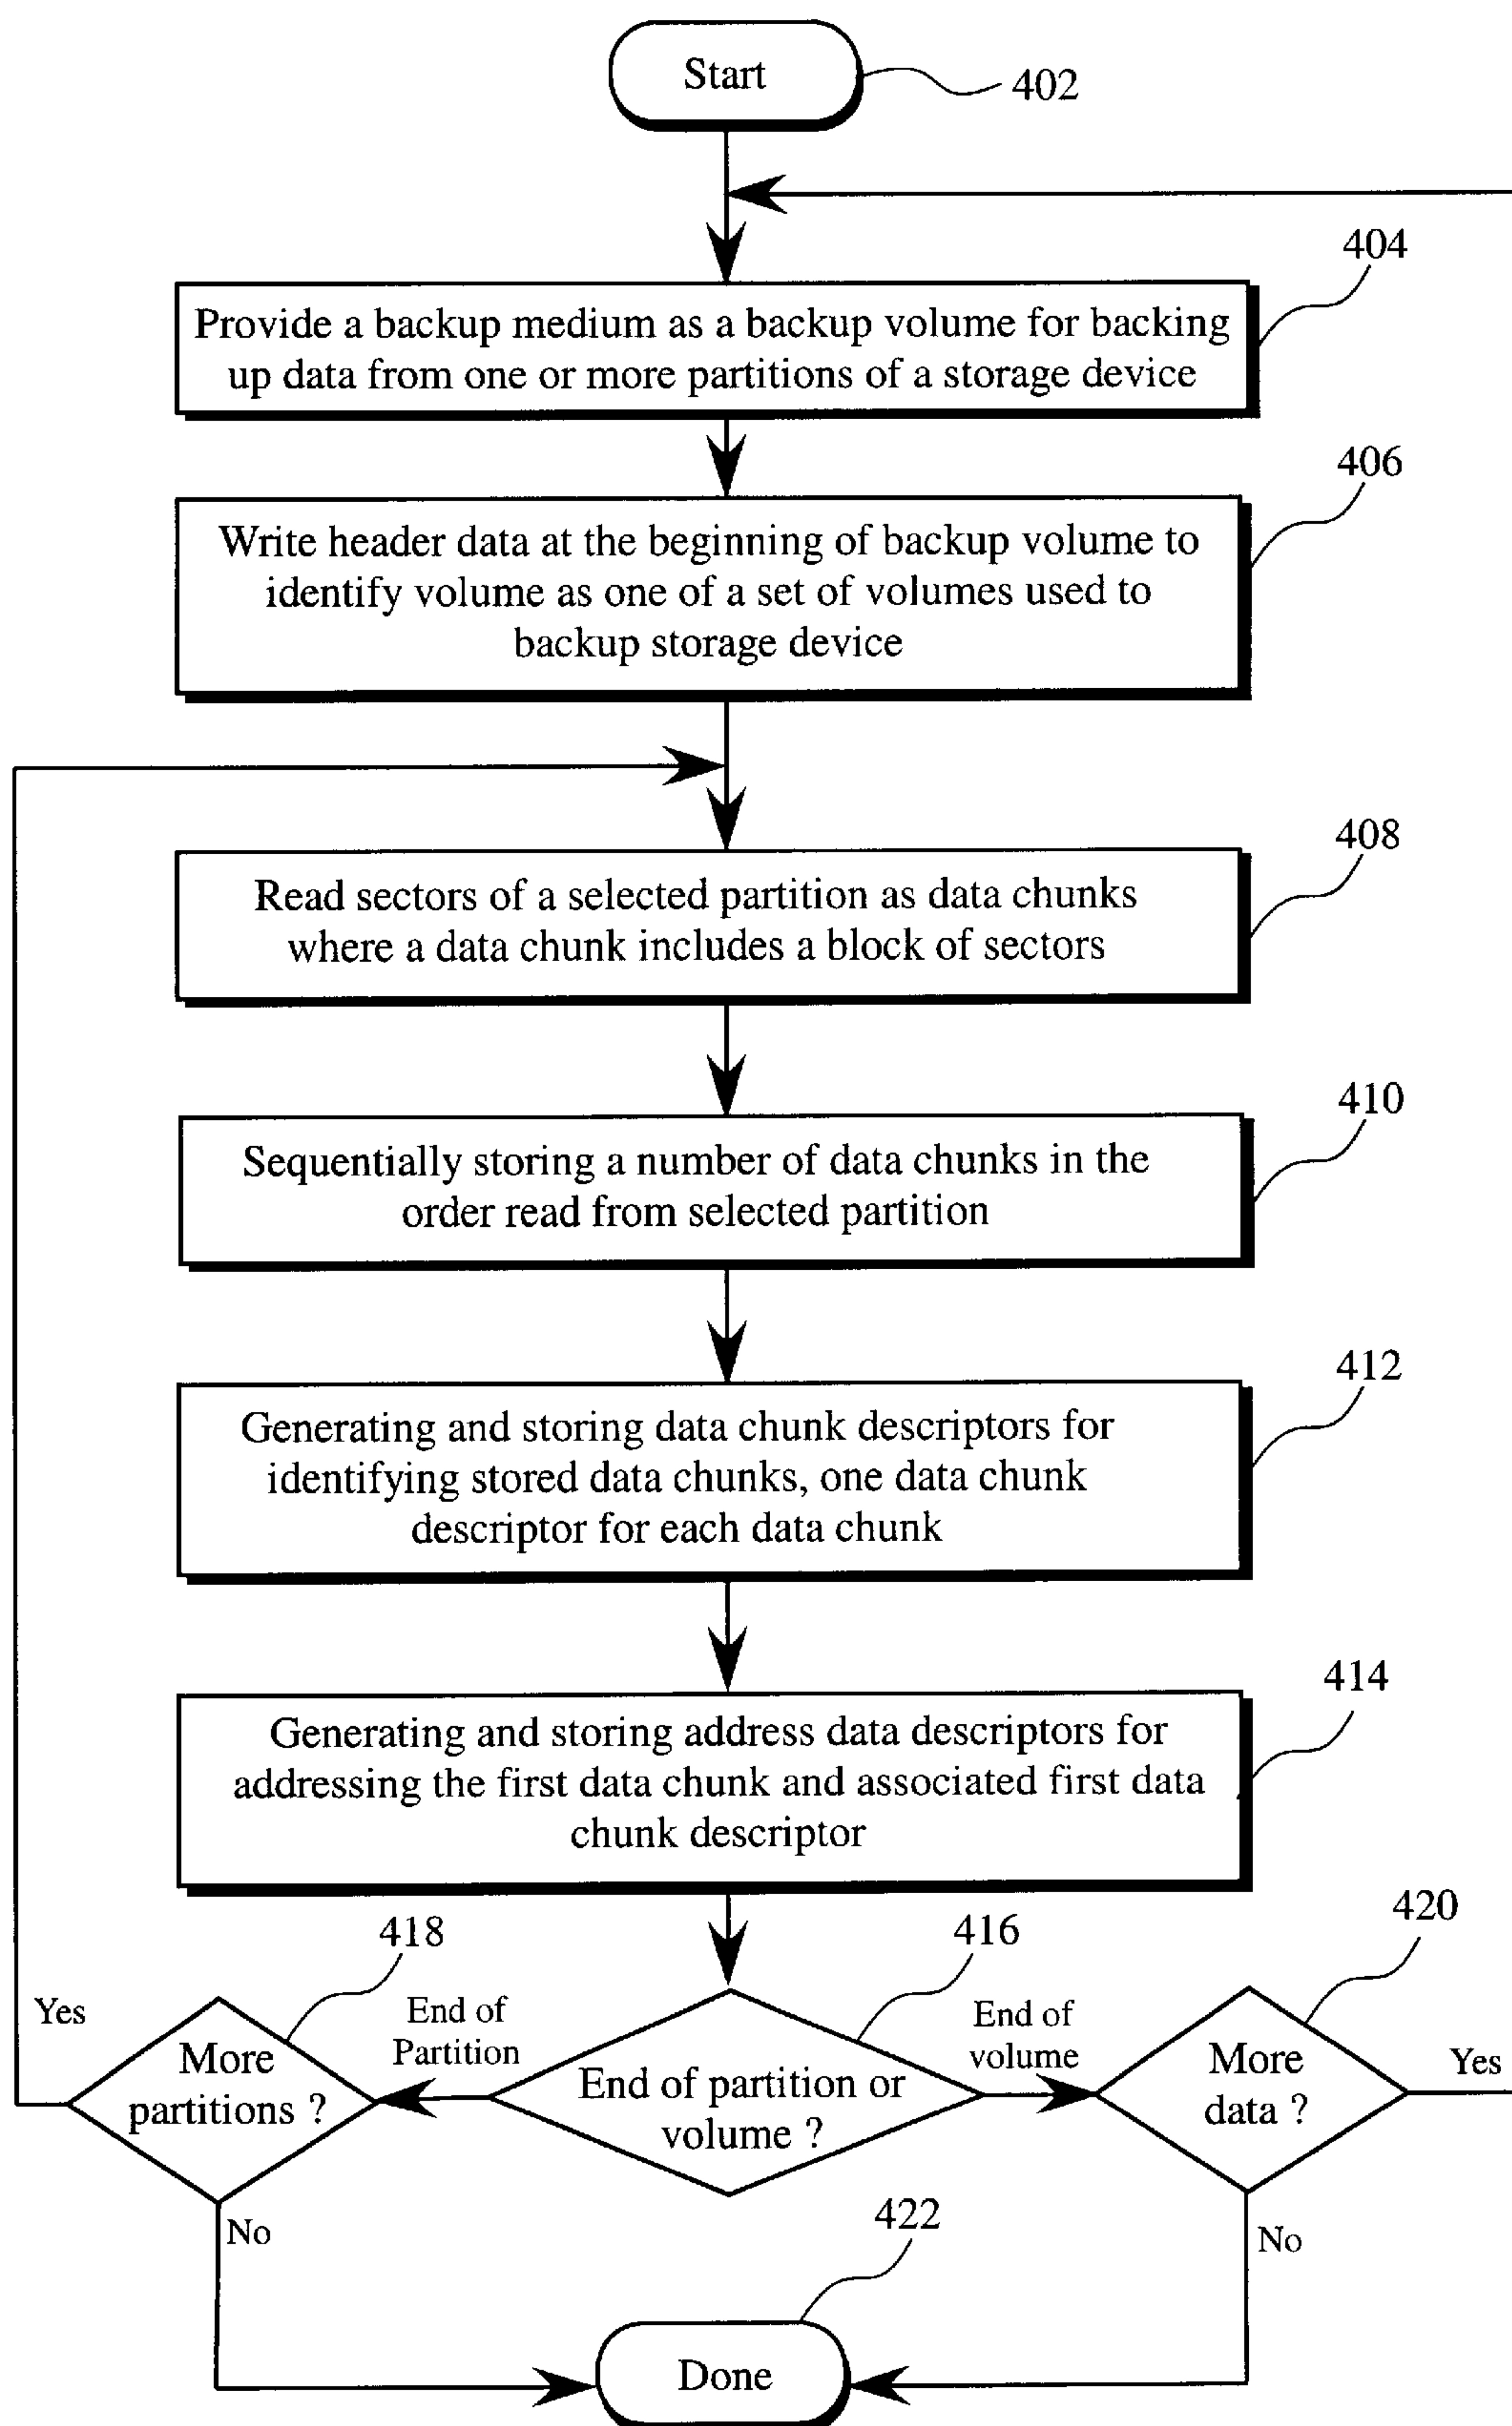 Start
402
404
Provide a backup medium as a backup volume for backing
up data from one or more partitions of a storage device
406
Write header data at the beginning of backup volume to
identify volume as one of a set of volumes used to
backup storage device
408
Read sectors of a selected partition as data chunks
where a data chunk includes a block of sectors
410
Sequentially storing a number of data chunks in the
order read from selected partition
412
Generating and storing data chunk descriptors for
identifying stored data chunks, one data chunk
descriptor for each data chunk
414
Generating and storing address data descriptors for
addressing the first data chunk and associated first data
chunk descriptor
418
416
420
Yes
End of
Partition
End of
volume
Yes
More
partitions ?
End of partition or
volume ?
More
data ?
No
422
No
Done